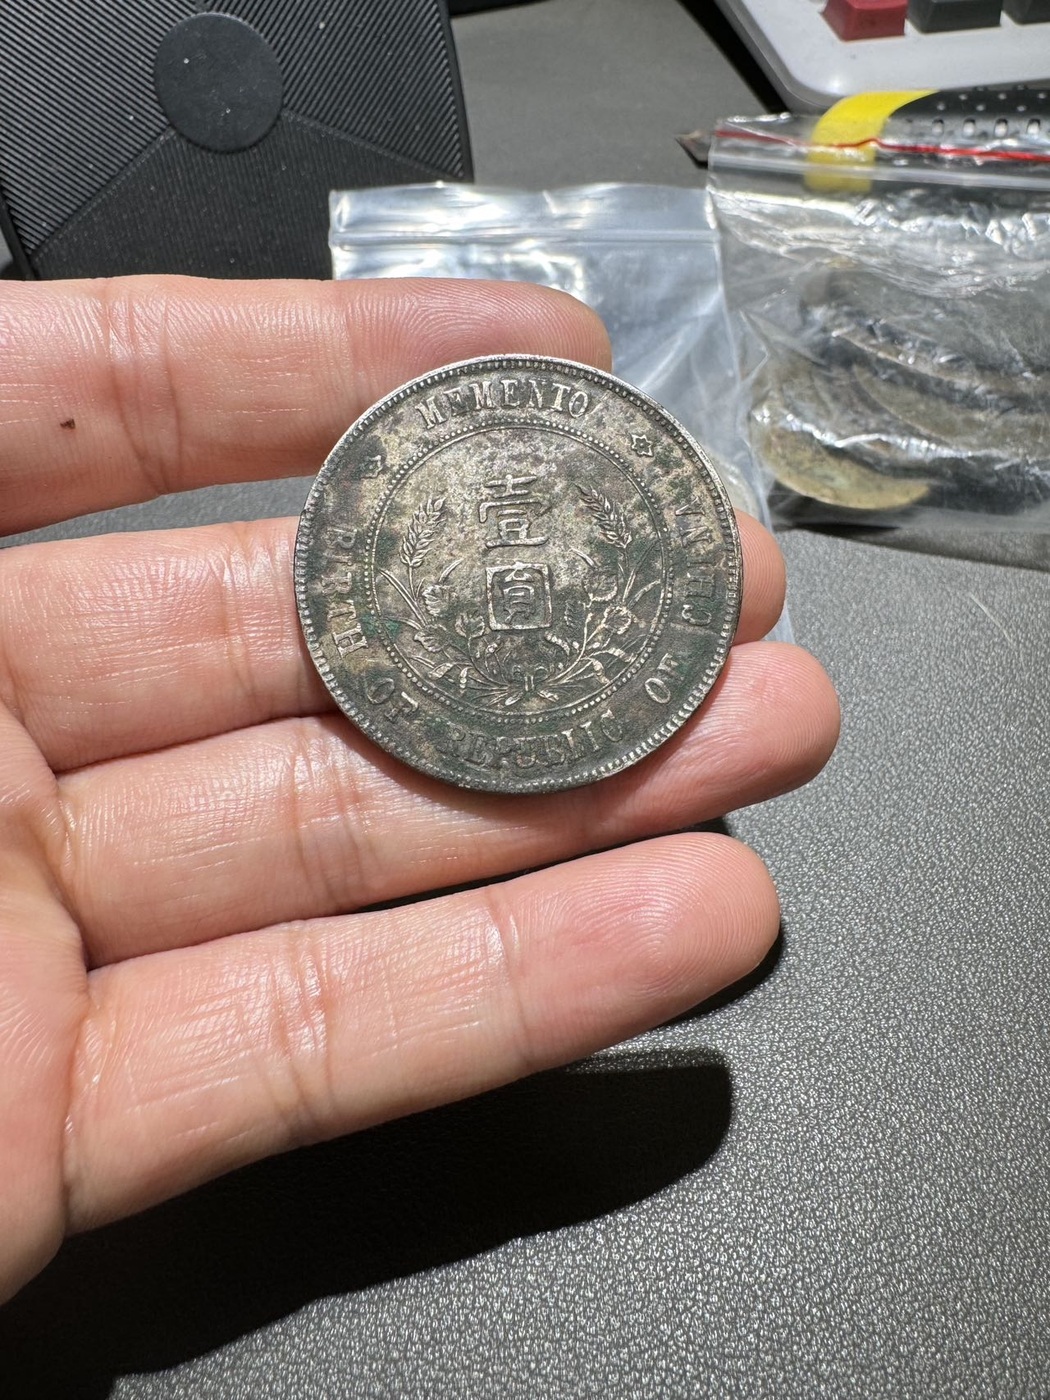 MEMENTO
壹
圓
BIRTH OF REPUBLIC OF CHINA